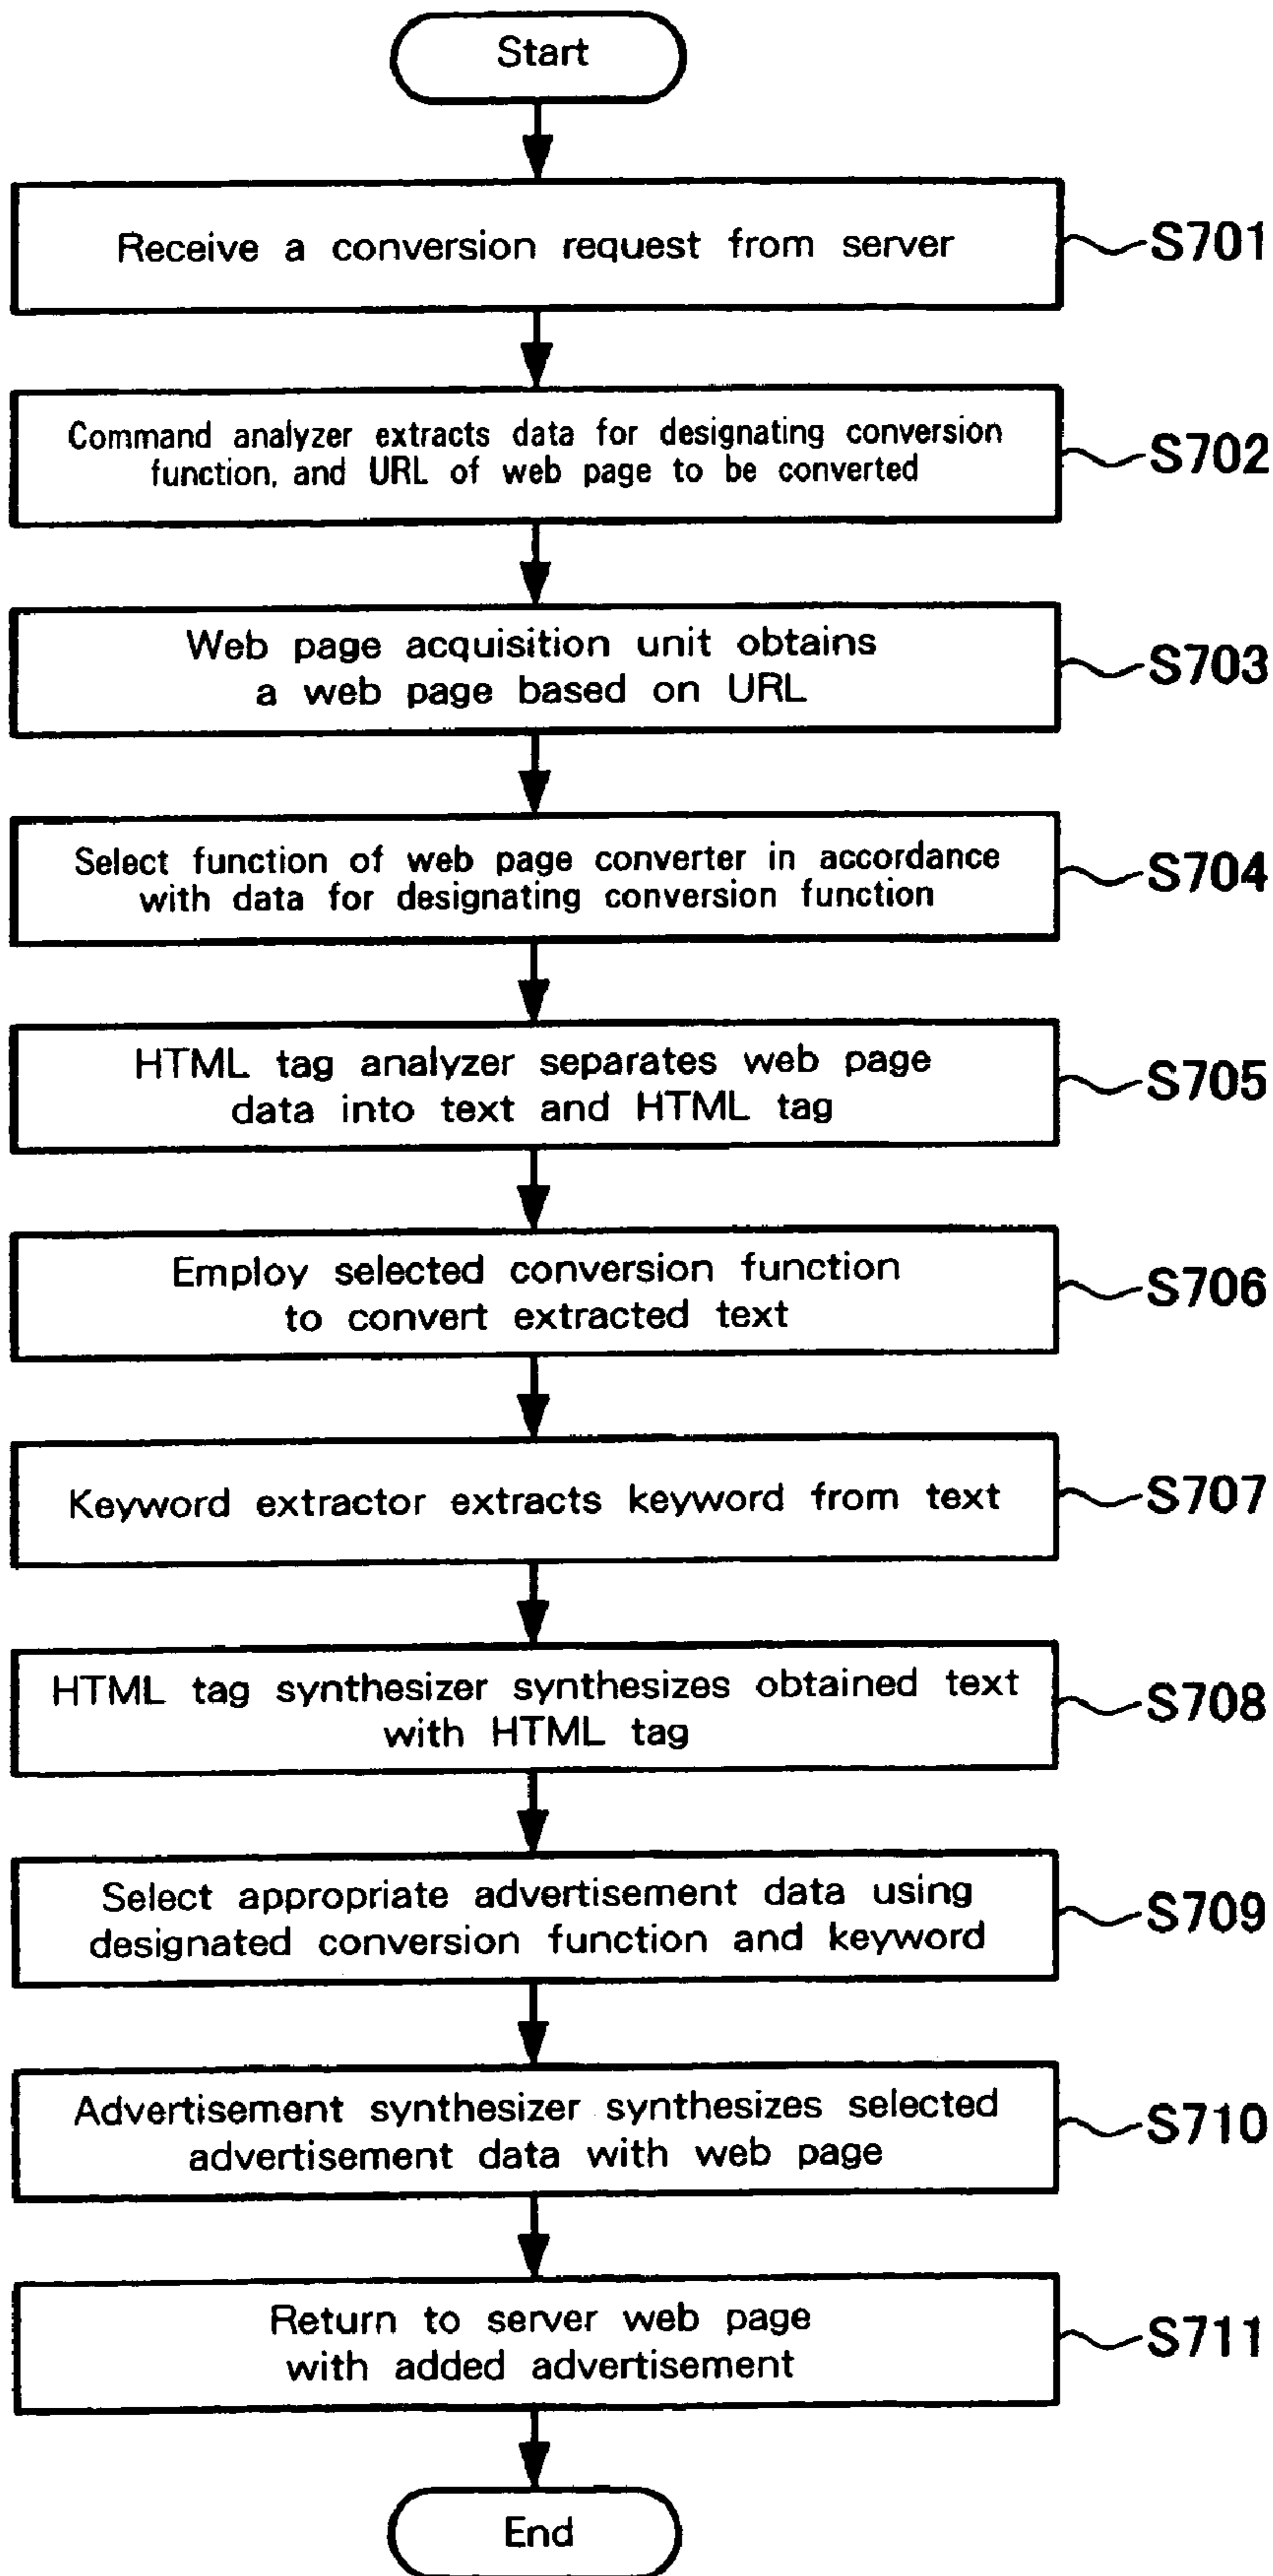 Start
Receive a conversion request from server
S701
Command analyzer extracts data for designating conversion
function, and URL of web page to be converted
S702
Web page acquisition unit obtains
a web page based on URL
S703
Select function of web page converter in accordance
with data for designating conversion function
S704
HTML tag analyzer separates web page
data into text and HTML tag
S705
Employ selected conversion function
to convert extracted text
S706
Keyword extractor extracts keyword from text
S707
HTML tag synthesizer synthesizes obtained text
with HTML tag
S708
Select appropriate advertisement data using
designated conversion function and keyword
S709
Advertisement synthesizer synthesizes selected
advertisement data with web page
S710
Return to server web page
with added advertisement
S711
End